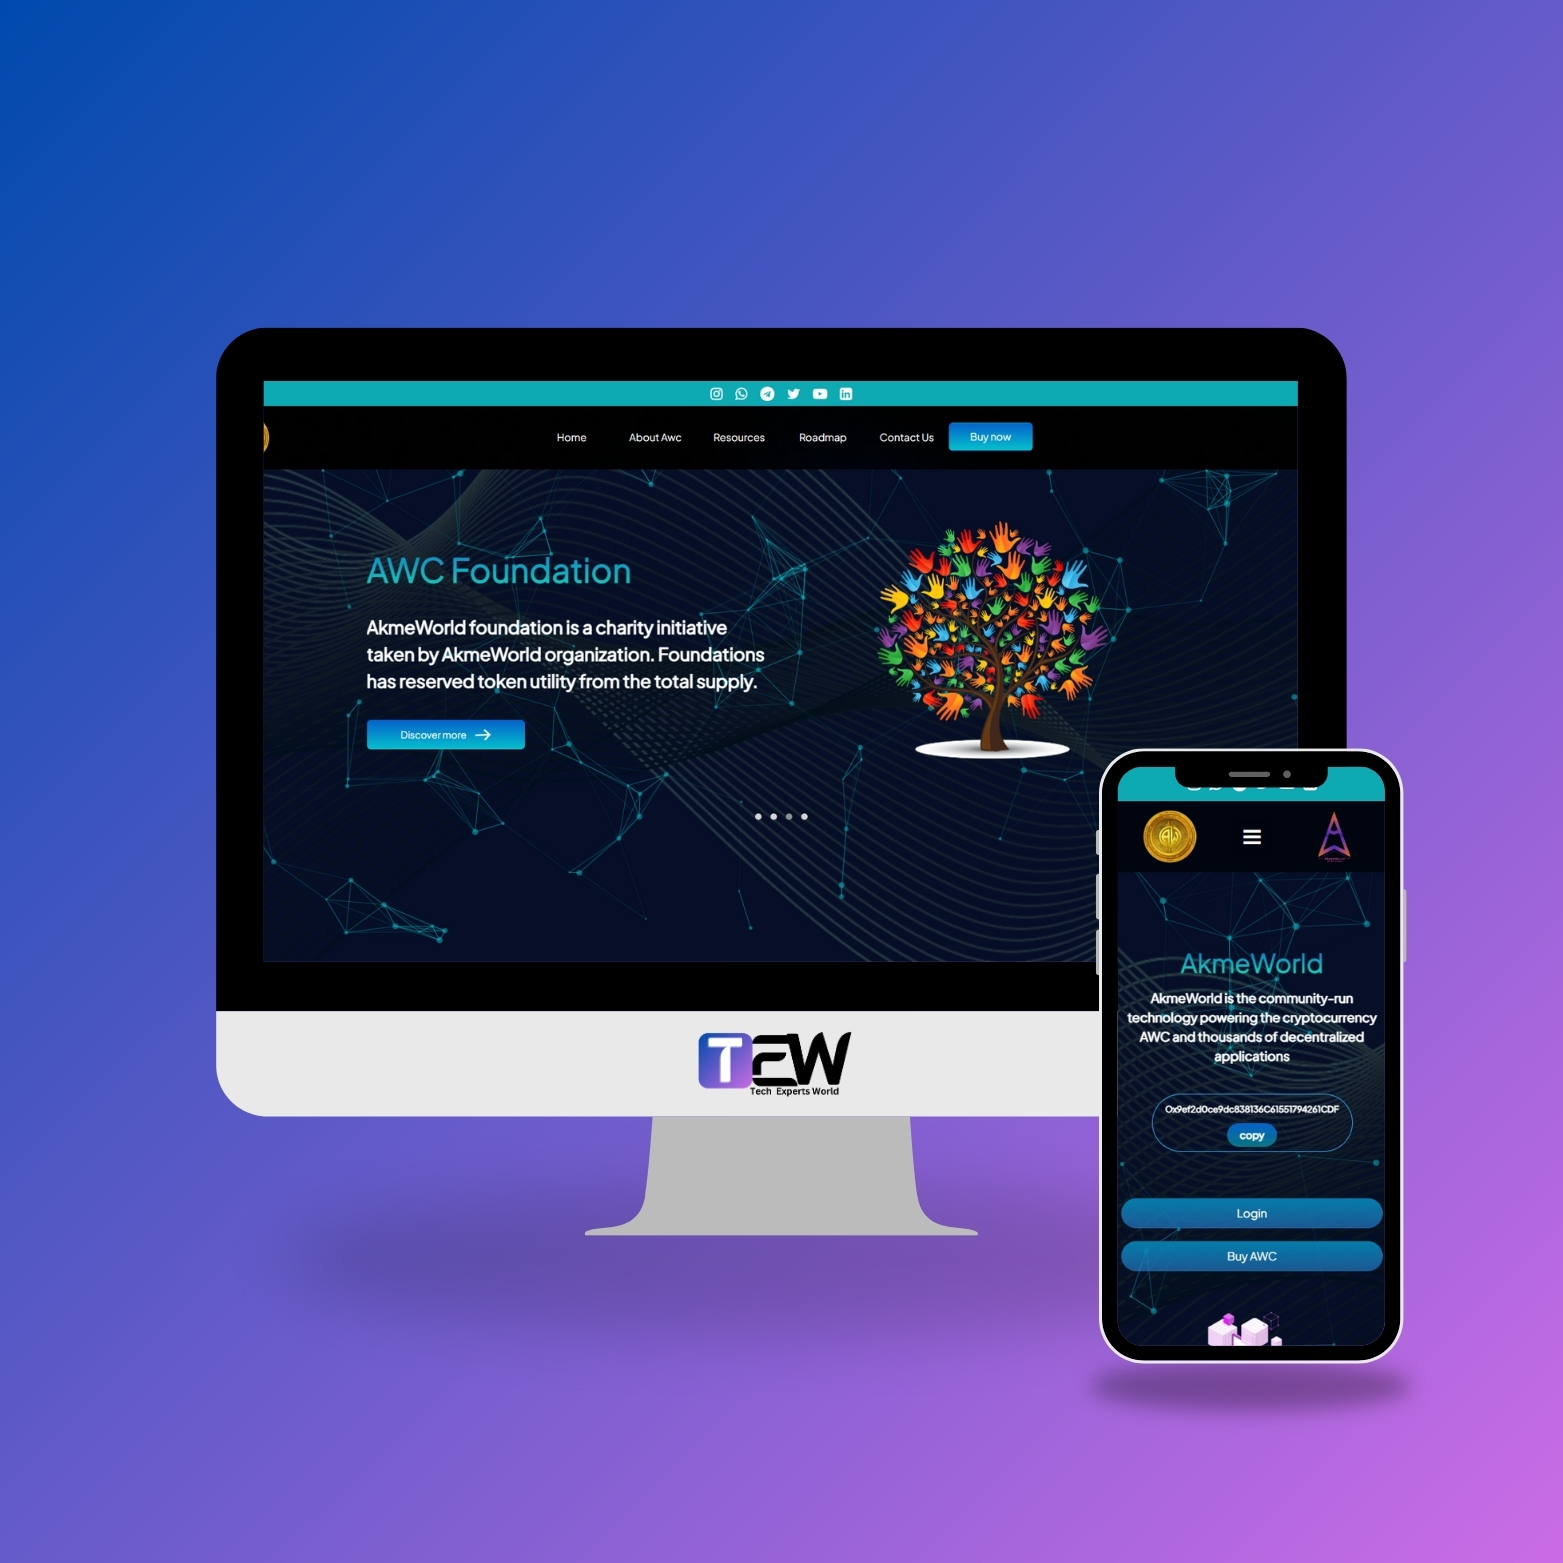 Home About Awc Resources Roadmap Contact Us Buy now
AWC Foundation
AkmeWorld foundation is a charity initiative
taken by AkmeWorld organization. Foundations
has reserved token utility from the total supply.
Discover more
TEW
Tech Experts World
AkmeWorld
AkmeWorld is the community-run
technology powering the cryptocurrency
AWC and thousands of decentralized
applications
0x9ef2d0ce9dc838136C61551794261CDF
copy
Login
Buy AWC